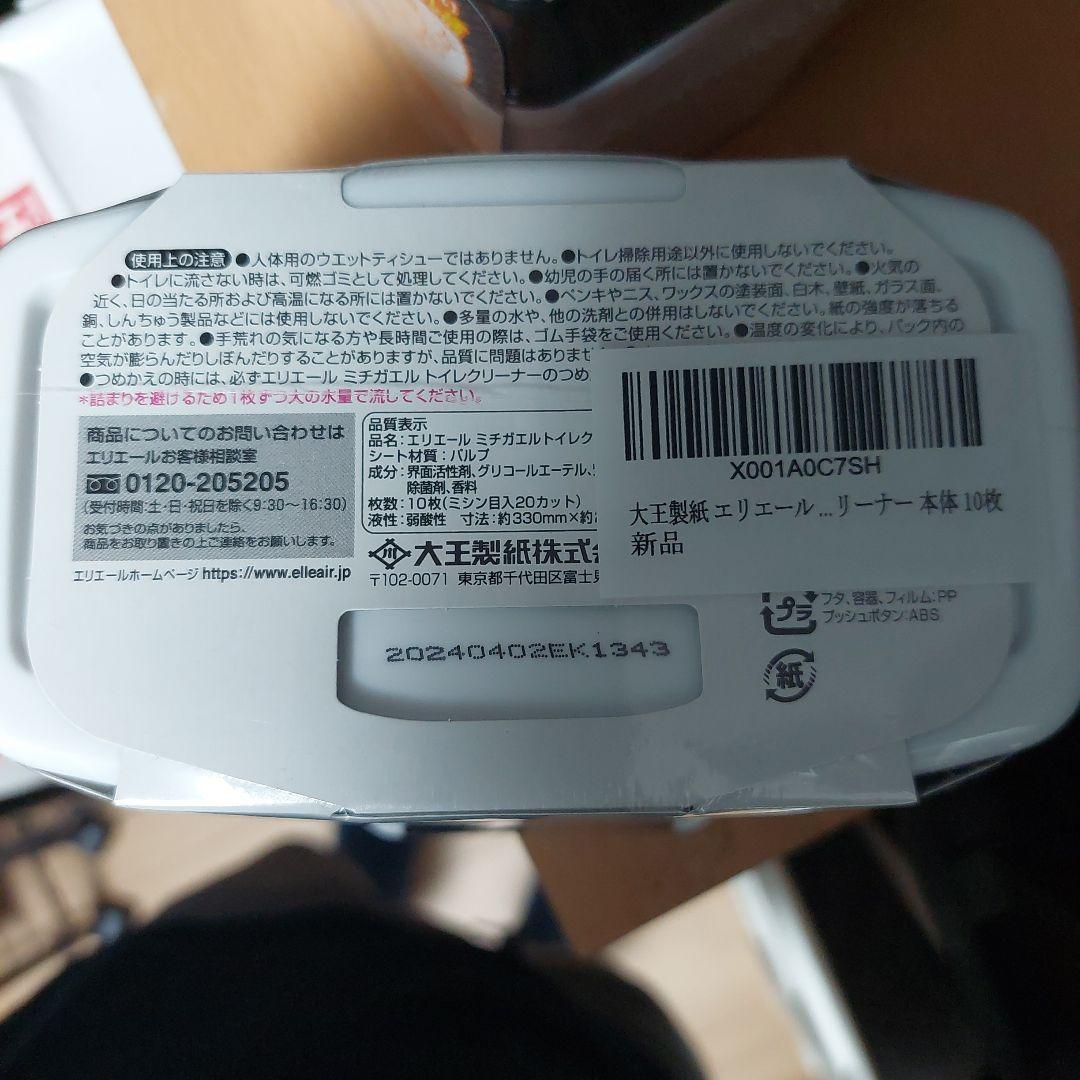 使用上の注意 ●人体用のウエットティシューではありません。●トイレ掃除用途以外に使用しないでください。
●トイレに流さない時は、可燃ゴミとして処理してください。●幼児の手の届く所には置かないでください。●火気の
近く、日の当たる所および高温になる所には置かないでください。●ペンキやニス、ワックスの塗装面、白木、壁紙、ガラス面、
銅、しんちゅう製品などには使用しないでください。●多量の水や、他の洗剤との併用はしないでください。紙の強度が落ちる
ことがあります。●手荒れの気になる方や長時間ご使用の際は、ゴム手袋をご使用ください。●温度の変化により、パック内の
空気が膨らんだりしぼんだりすることがありますが、品質に問題はありませ
●つめかえの時には、必ずエリエール ミチガエル トイレクリーナーのつめ
*詰まりを避けるため1枚ずつ大の水量で流してください。
商品についてのお問い合わせは
エリエールお客様相談室
0120-205205
(受付時間:土・日・祝日を除く9:30〜16:30)
お気づきの点がありましたら、
商品をお取り置きの上ご連絡をお願いします。
エリエールホームページ https://www.elleair.jp
品質表示
品名:エリエール ミチガエルトイレク
シート材質:パルプ
成分:界面活性剤、グリコールエーテル、
除菌剤、香料
枚数:10枚(ミシン目入20カット)
液性:弱酸性 寸法:約330mm×約
大王製紙株式
〒102-0071 東京都千代田区富士見
X001A0C7SH
大王製紙 エリエール ...リーナー 本体 10枚
新品
プラ
フタ、容器、フィルム:PP
プッシュボタン:ABS
紙
20240402EK1343